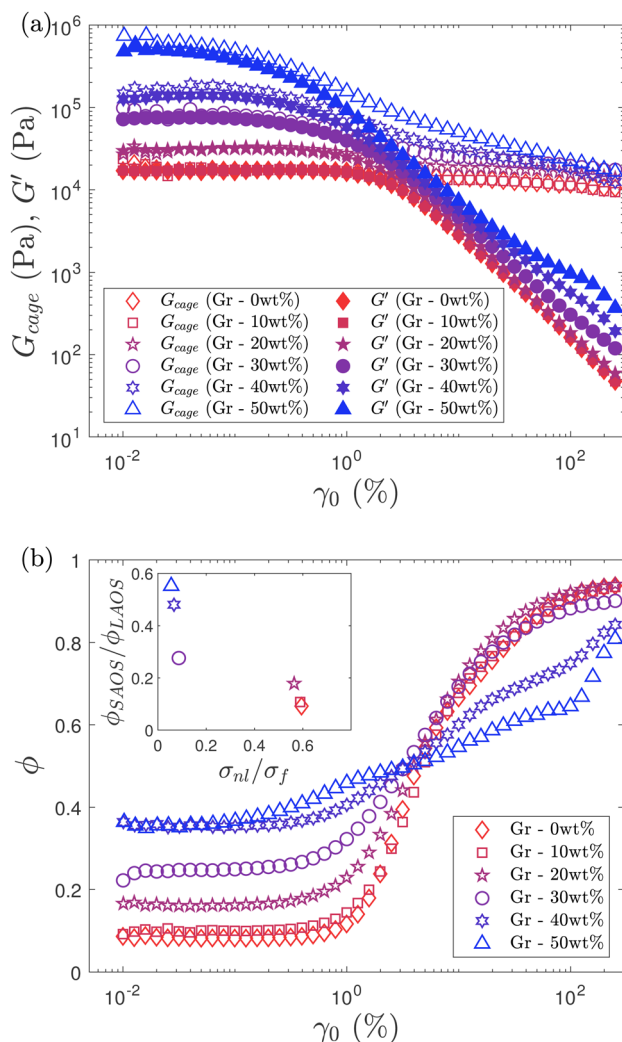 (a)
10^6
10^5
10^4
10^3
10^2
10^1
G_cage (Pa), G′ (Pa)
G_cage (Gr - 0wt%) G′ (Gr - 0wt%)
G_cage (Gr - 10wt%) G′ (Gr - 10wt%)
G_cage (Gr - 20wt%) G′ (Gr - 20wt%)
G_cage (Gr - 30wt%) G′ (Gr - 30wt%)
G_cage (Gr - 40wt%) G′ (Gr - 40wt%)
G_cage (Gr - 50wt%) G′ (Gr - 50wt%)
10^-2 10^0 10^2
γ_0 (%)
(b)
1
0.8
0.6
0.4
0.2
0
ϕ
0.6
0.4
0.2
0
ϕ_SAOS/ϕ_LAOS
0 0.2 0.4 0.6
σ_nl/σ_f
Gr - 0wt%
Gr - 10wt%
Gr - 20wt%
Gr - 30wt%
Gr - 40wt%
Gr - 50wt%
10^-2 10^0 10^2
γ_0 (%)